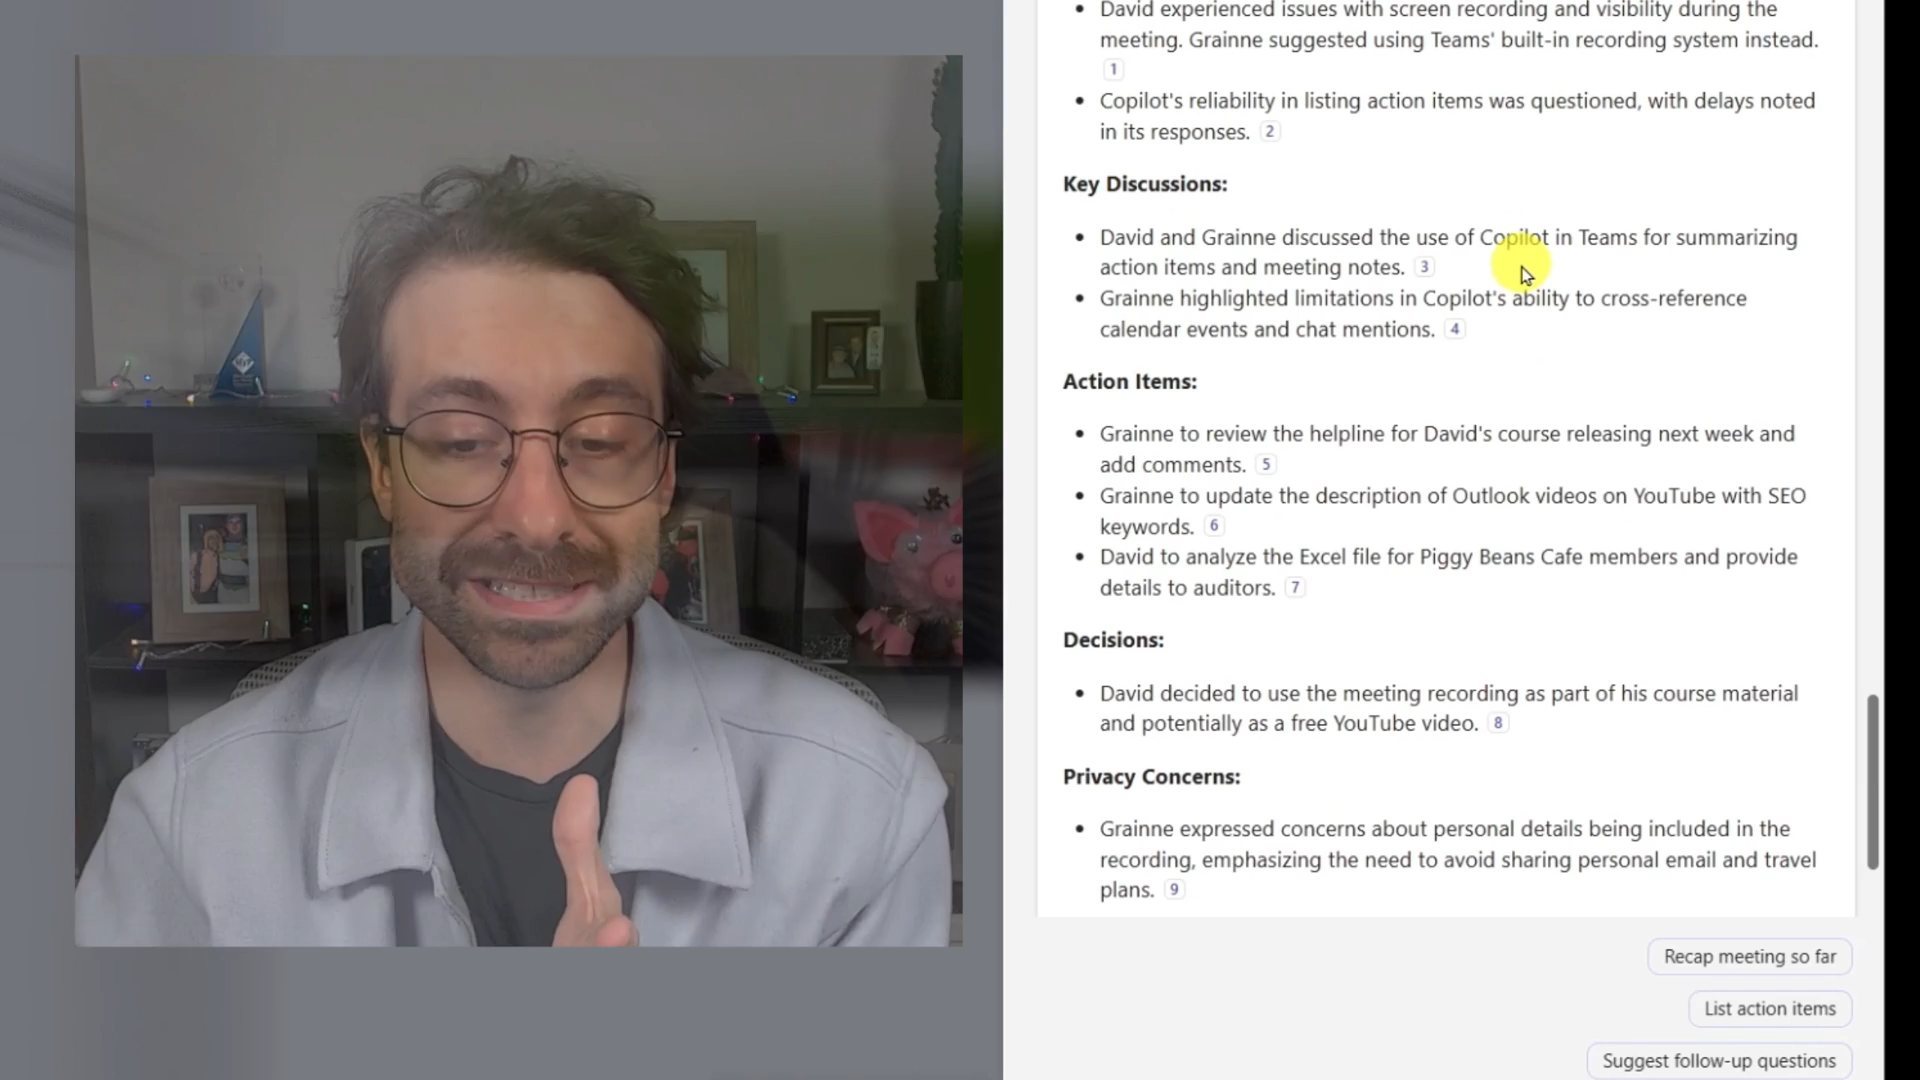 David experienced issues with screen recording and visibility during the
meeting. Grainne suggested using Teams' built-in recording system instead.
1
Copilot's reliability in listing action items was questioned, with delays noted
in its responses. 2
Key Discussions:
David and Grainne discussed the use of Copilot in Teams for summarizing
action items and meeting notes. 3
Grainne highlighted limitations in Copilot's ability to cross-reference
calendar events and chat mentions. 4
Action Items:
Grainne to review the helpline for David's course releasing next week and
add comments. 5
Grainne to update the description of Outlook videos on YouTube with SEO
keywords. 6
David to analyze the Excel file for Piggy Beans Cafe members and provide
details to auditors. 7
Decisions:
David decided to use the meeting recording as part of his course material
and potentially as a free YouTube video. 8
Privacy Concerns:
Grainne expressed concerns about personal details being included in the
recording, emphasizing the need to avoid sharing personal email and travel
plans. 9
Recap meeting so far
List action items
Suggest follow-up questions